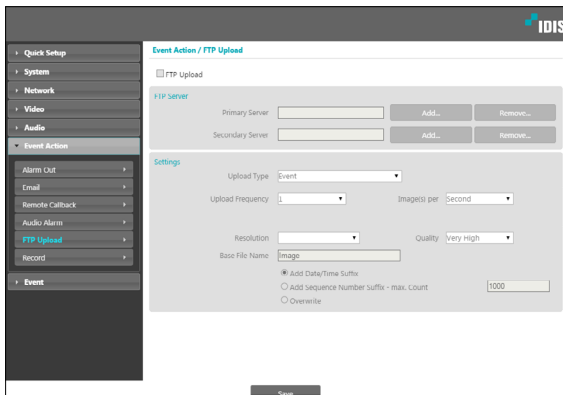 IDIS
Quick Setup
System
Network
Video
Audio
Event Action
Alarm Out
Email
Remote Callback
Audio Alarm
FTP Upload
Record
Event
Event Action / FTP Upload
FTP Upload
FTP Server
Primary Server Add... Remove...
Secondary Server Add... Remove...
Settings
Upload Type Event
Upload Frequency 1 Image(s) per Second
Resolution Quality Very High
Base File Name Image
Add Date/Time Suffix
Add Sequence Number Suffix - max. Count 1000
Overwrite
Save